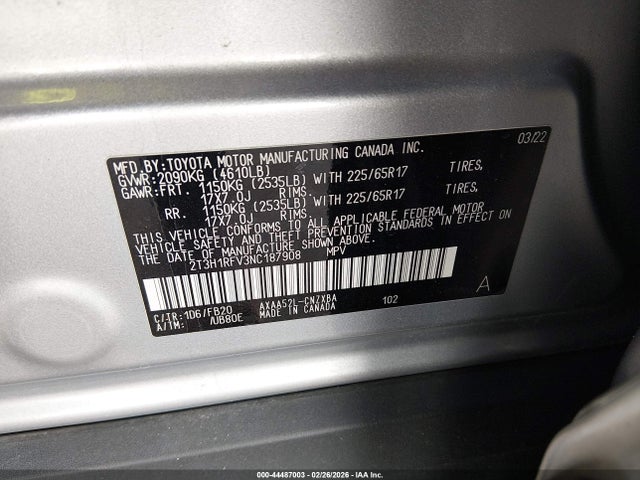 03/22
MFD.BY:TOYOTA MOTOR MANUFACTURING CANADA INC.
GVWR:2090KG (4610LB)
GAWR:FRT. 1150KG (2535LB) WITH 225/65R17 TIRES,
17X7.0J RIMS,
RR. 1150KG (2535LB) WITH 225/65R17 TIRES,
17X7.0J RIMS.
THIS VEHICLE CONFORMS TO ALL APPLICABLE FEDERAL MOTOR
VEHICLE SAFETY AND THEFT PREVENTION STANDARDS IN EFFECT ON
THE DATE OF MANUFACTURE SHOWN ABOVE.
2T3H1RFV3NC187908 MPV
C/TR:1D6/FB20 AXAA52L-CNZXBA 102 A
A/TM: /UB80E MADE IN CANADA
000-44487003 - 02/26/2026 - IAA Inc.